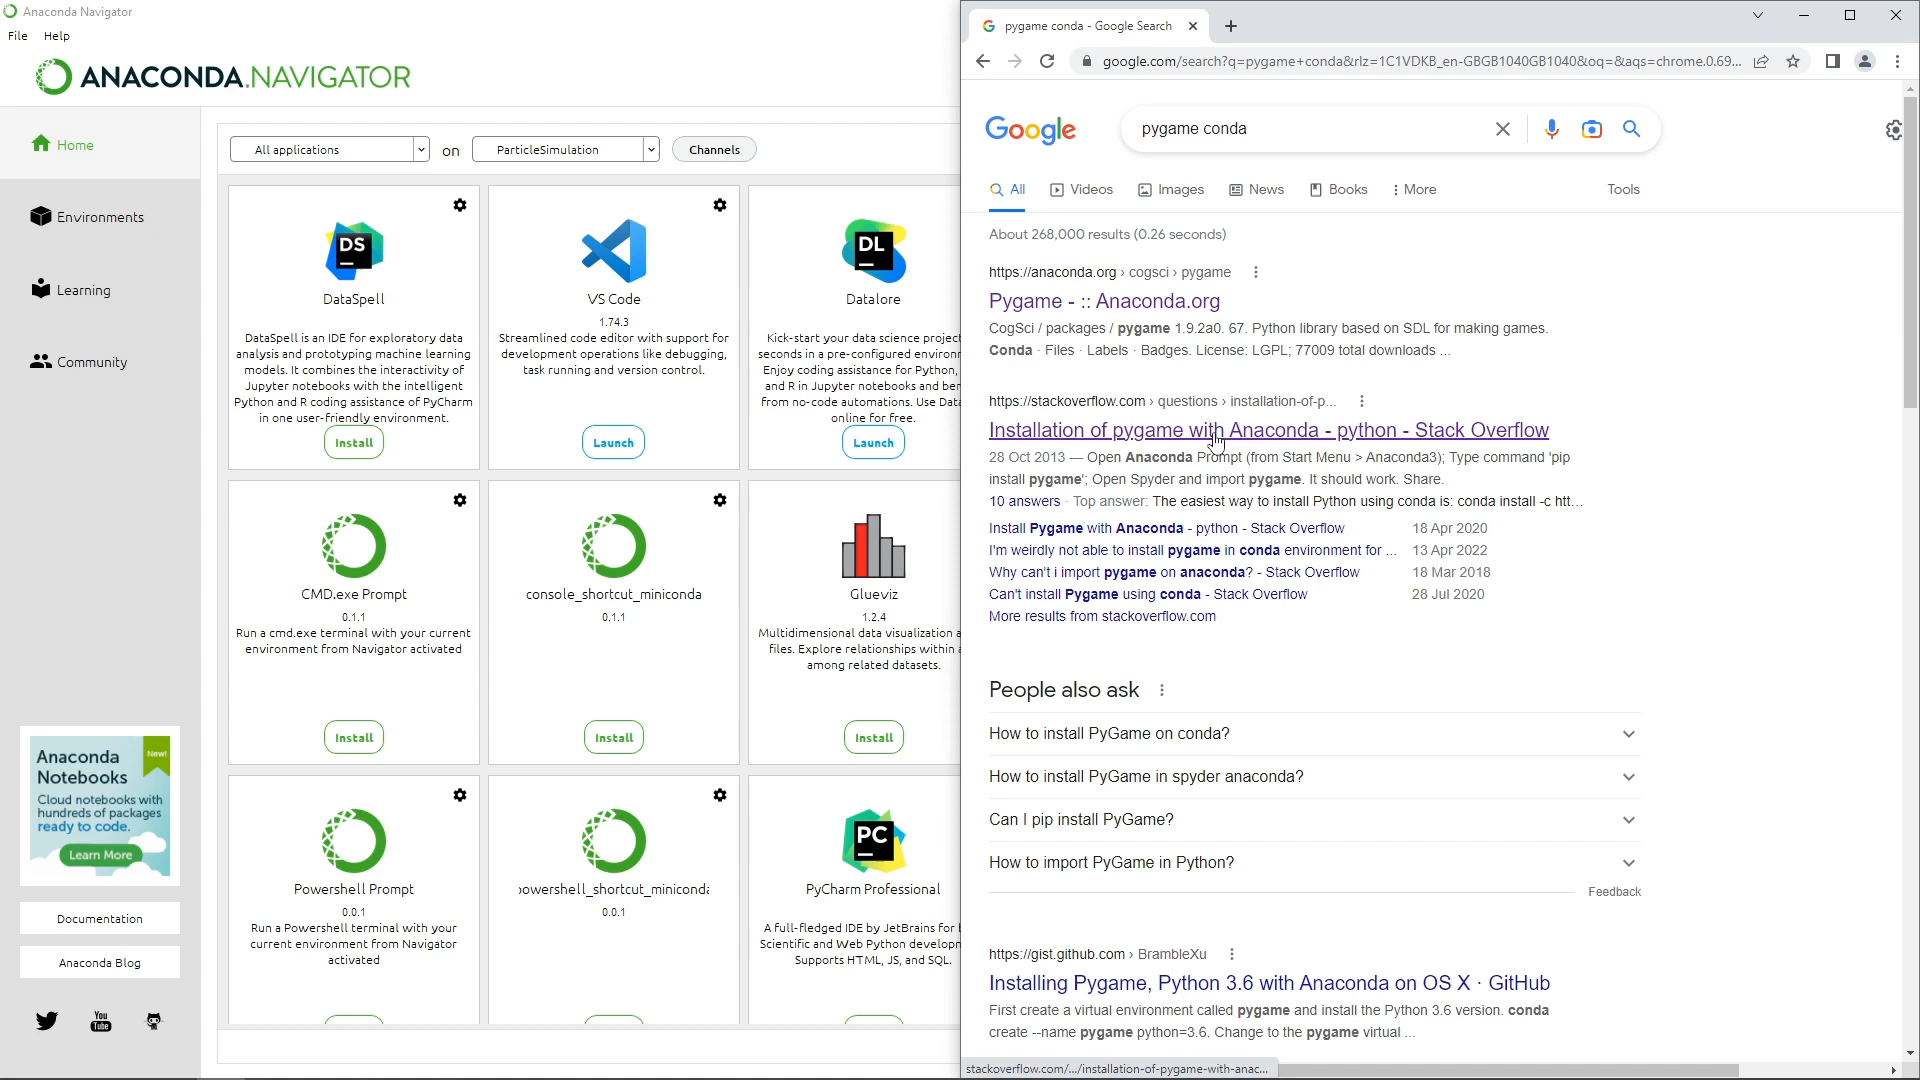 Anaconda Navigator
File Help
ANACONDA.NAVIGATOR
Home
Environments
Learning
Community
Anaconda
Notebooks
New!
Cloud notebooks with
hundreds of packages
ready to code.
Learn More
Documentation
Anaconda Blog
You
Tube
All applications on ParticleSimulation Channels
DS
DataSpell
DataSpell is an IDE for exploratory data
analysis and prototyping machine learning
models. It combines the interactivity of
Jupyter notebooks with the intelligent
Python and R coding assistance of PyCharm
in one user-friendly environment.
Install
VS Code
1.74.3
Streamlined code editor with support for
development operations like debugging,
task running and version control.
Launch
DL
Datalore
Kick-start your data science project
seconds in a pre-configured environ
Enjoy coding assistance for Python,
and R in Jupyter notebooks and ben
from no-code automations. Use Data
online for free.
Launch
CMD.exe Prompt
0.1.1
Run a cmd.exe terminal with your current
environment from Navigator activated
Install
console_shortcut_miniconda
0.1.1
Install
Glueviz
1.2.4
Multidimensional data visualization a
files. Explore relationships within a
among related datasets.
Install
Powershell Prompt
0.0.1
Run a Powershell terminal with your
current environment from Navigator
activated
powershell_shortcut_miniconda
0.0.1
PC
PyCharm Professional
A full-fledged IDE by JetBrains for b
Scientific and Web Python developm
Supports HTML, JS, and SQL.
pygame conda - Google Search
google.com/search?q=pygame+conda&rlz=1C1VDKB_en-GBGB1040GB1040&oq=&aqs=chrome.0.69...
Google
pygame conda
All Videos Images News Books More Tools
About 268,000 results (0.26 seconds)
https://anaconda.org › cogsci › pygame
Pygame - :: Anaconda.org
CogSci / packages / pygame 1.9.2a0. 67. Python library based on SDL for making games.
Conda · Files · Labels · Badges. License: LGPL; 77009 total downloads ...
https://stackoverflow.com › questions › installation-of-p...
Installation of pygame with Anaconda - python - Stack Overflow
28 Oct 2013 — Open Anaconda Prompt (from Start Menu > Anaconda3); Type command 'pip
install pygame'; Open Spyder and import pygame. It should work. Share.
10 answers · Top answer: The easiest way to install Python using conda is: conda install -c htt...
Install Pygame with Anaconda - python - Stack Overflow 18 Apr 2020
I'm weirdly not able to install pygame in conda environment for ... 13 Apr 2022
Why can't i import pygame on anaconda? - Stack Overflow 18 Mar 2018
Can't install Pygame using conda - Stack Overflow 28 Jul 2020
More results from stackoverflow.com
People also ask
How to install PyGame on conda?
How to install PyGame in spyder anaconda?
Can I pip install PyGame?
How to import PyGame in Python?
Feedback
https://gist.github.com › BrambleXu
Installing Pygame, Python 3.6 with Anaconda on OS X · GitHub
First create a virtual environment called pygame and install the Python 3.6 version. conda
create --name pygame python=3.6. Change to the pygame virtual ...
stackoverflow.com/.../installation-of-pygame-with-anac...